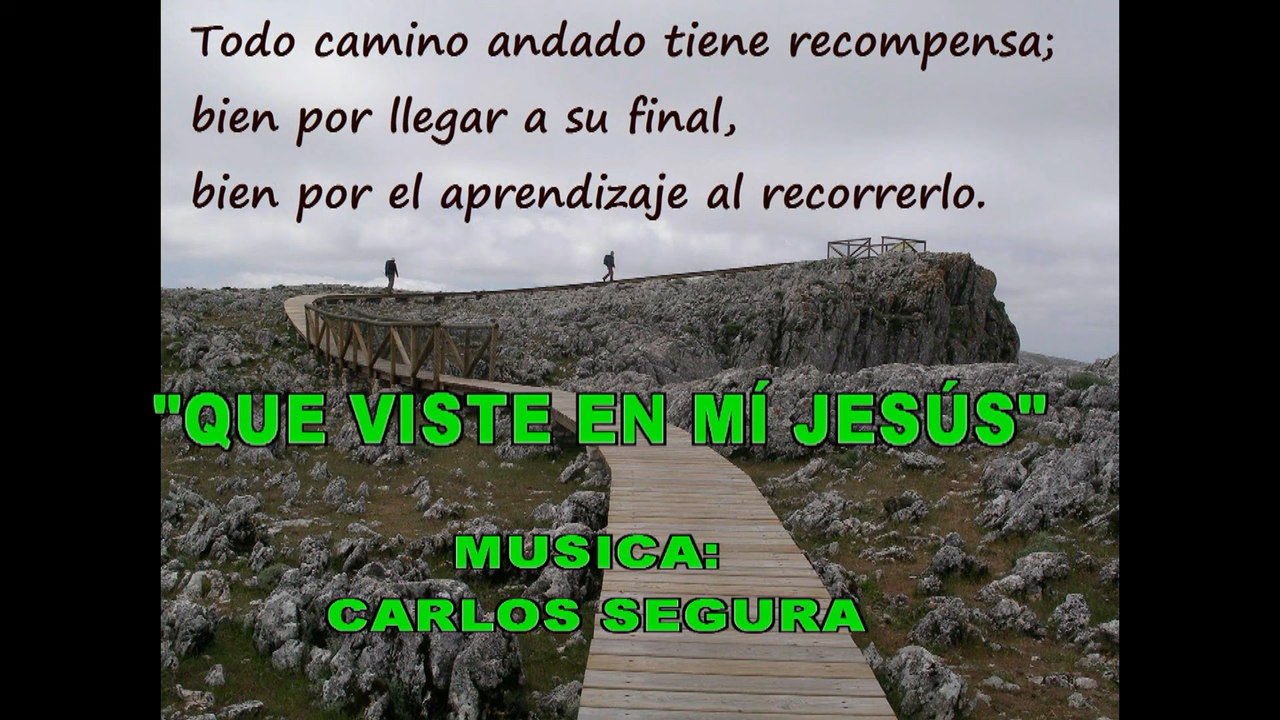 Todo camino andado tiene recompensa;
bien por llegar a su final,
bien por el aprendizaje al recorrerlo.
"QUE VISTE EN MÍ JESÚS"
MUSICA:
CARLOS SEGURA